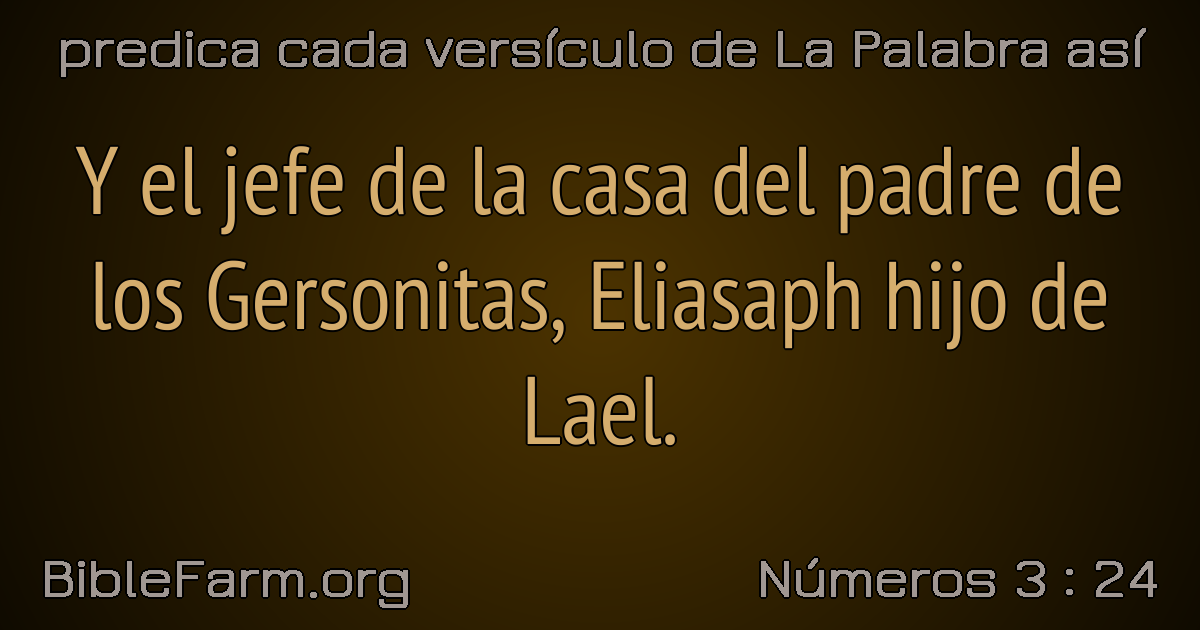 predica cada versículo de La Palabra así
Y el jefe de la casa del padre de
los Gersonitas, Eliasaph hijo de
Lael.
BibleFarm.org
Números 3 : 24